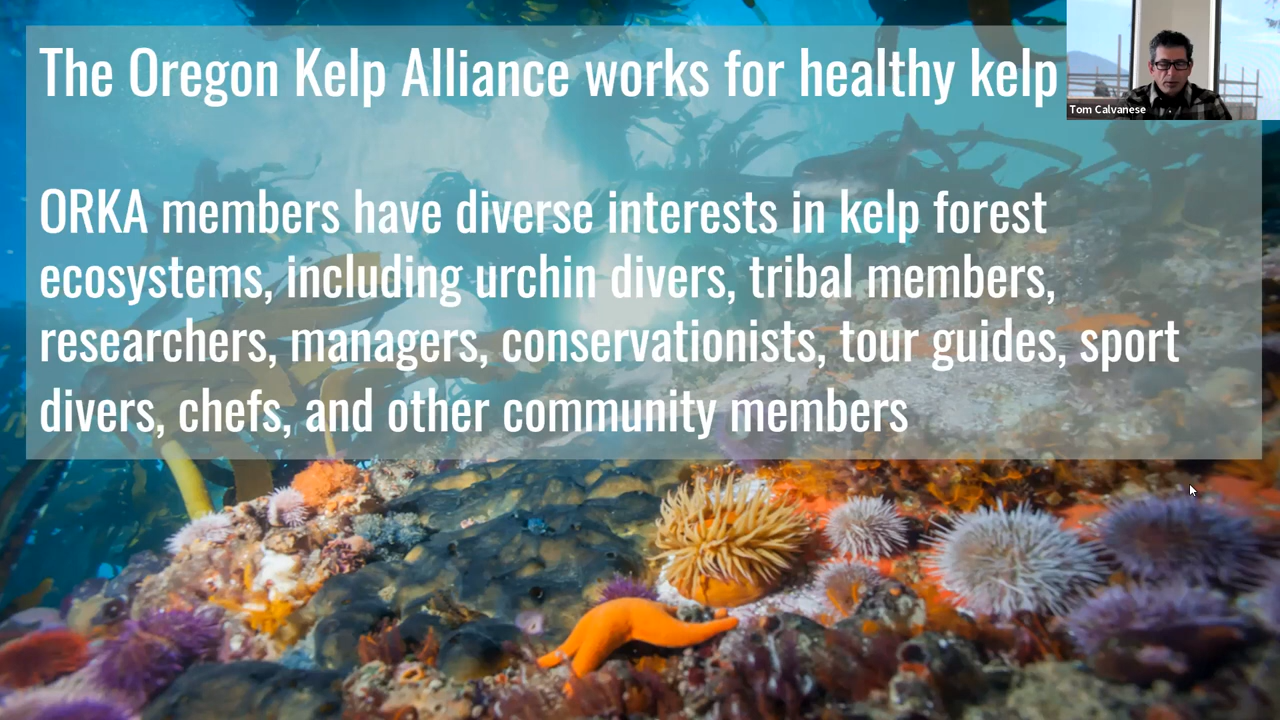 The Oregon Kelp Alliance works for healthy kelp
Tom Calvanese
ORKA members have diverse interests in kelp forest
ecosystems, including urchin divers, tribal members,
researchers, managers, conservationists, tour guides, sport
divers, chefs, and other community members